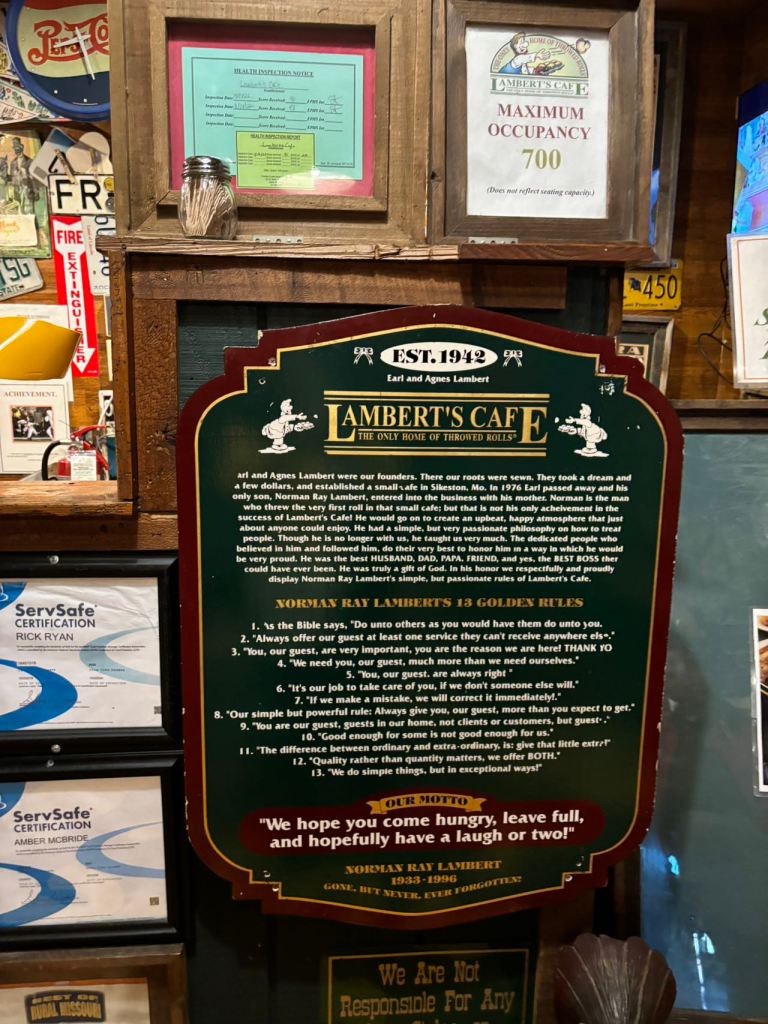 PEPSI
HEALTH INSPECTION NOTICE
Inspection Date
Score Received
HEALTH INSPECTION REPORT
HOME OF THROWED ROLLS
LAMBERT'S CAFE
THE ONLY HOME OF THROWED ROLLS
MAXIMUM
OCCUPANCY
700
(Does not reflect seating capacity.)
FR
FIRE EXTINGUISHER
450
ACHIEVEMENT.
EST. 1942
Earl and Agnes Lambert
LAMBERT'S CAFE
THE ONLY HOME OF THROWED ROLLS®
arl and Agnes Lambert were our founders. There our roots were sewn. They took a dream and
a few dollars, and established a small afe in Sikeston, Mo. In 1976 Earl passed away and his
only son, Norman Ray Lambert, entered into the business with his mother. Norman is the man
who threw the very first roll in that small cafe; but that is not his only acheivement in the
success of Lambert's Cafe! He would go on to create an upbeat, happy atmosphere that just
about anyone could enjoy. He had a simple, but very passionate philosophy on how to treat
people. Though he is no longer with us, he taught us very much. The dedicated people who
believed in him and followed him, do their very best to honor him in a way in which he would
be very proud. He was the best HUSBAND, DAD, PAPA, FRIEND, and yes, the BEST BOSS ther
could have ever been. He was truly a gift of God. In his honor we respectfully and proudly
display Norman Ray Lambert's simple, but passionate rules of Lambert's Cafe.
NORMAN RAY LAMBERT'S 13 GOLDEN RULES
1. As the Bible says, "Do unto others as you would have them do unto you.
2. "Always offer our guest at least one service they can't receive anywhere else."
3. "You, our guest, are very important, you are the reason we are here! THANK YO
4. "We need you, our guest, much more than we need ourselves."
5. "You, our guest, are always right "
6. "It's our job to take care of you, if we don't someone else will."
7. "If we make a mistake, we will correct it immediately!"
8. "Our simple but powerful rule: Always give you, our guest, more than you expect to get."
9. "You are our guest, guests in our home, not clients or customers, but guest
10. "Good enough for some is not good enough for us."
11. "The difference between ordinary and extra-ordinary, is: give that little extra!"
12. "Quality rather than quantity matters, we offer BOTH."
13. "We do simple things, but in exceptional ways!"
OUR MOTTO
"We hope you come hungry, leave full,
and hopefully have a laugh or two!"
NORMAN RAY LAMBERT
1933-1996
GONE, BUT NEVER, EVER FORGOTTEN!
ServSafe®
CERTIFICATION
RICK RYAN
ServSafe®
CERTIFICATION
AMBER MCBRIDE
BEST OF
RURAL MISSOURI
We Are Not
Responsible For Any